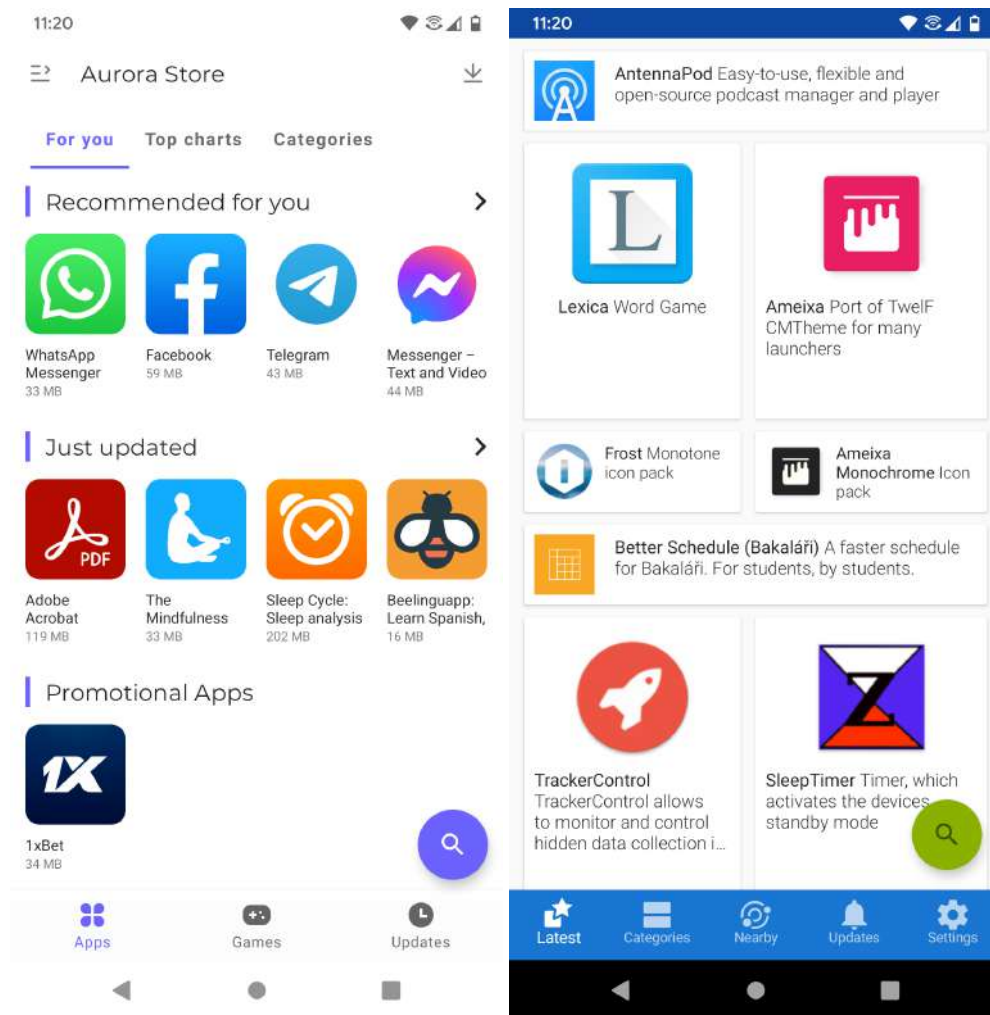 11:20
Aurora Store
For you Top charts Categories
Recommended for you
WhatsApp Messenger
33 MB
Facebook
59 MB
Telegram
43 MB
Messenger –
Text and Video
44 MB
Just updated
PDF
Adobe
Acrobat
119 MB
The
Mindfulness
33 MB
Sleep Cycle:
Sleep analysis
202 MB
Beelinguapp:
Learn Spanish,
16 MB
Promotional Apps
1X
1xBet
34 MB
Apps Games Updates
11:20
AntennaPod Easy-to-use, flexible and
open-source podcast manager and player
L
Lexica Word Game
Ameixa Port of TwelF
CMTheme for many
launchers
Frost Monotone
icon pack
Ameixa
Monochrome Icon
pack
Better Schedule (Bakaláři) A faster schedule
for Bakaláři. For students, by students.
TrackerControl
TrackerControl allows
to monitor and control
hidden data collection i…
Z
SleepTimer Timer, which
activates the devices
standby mode
Latest Categories Nearby Updates Settings